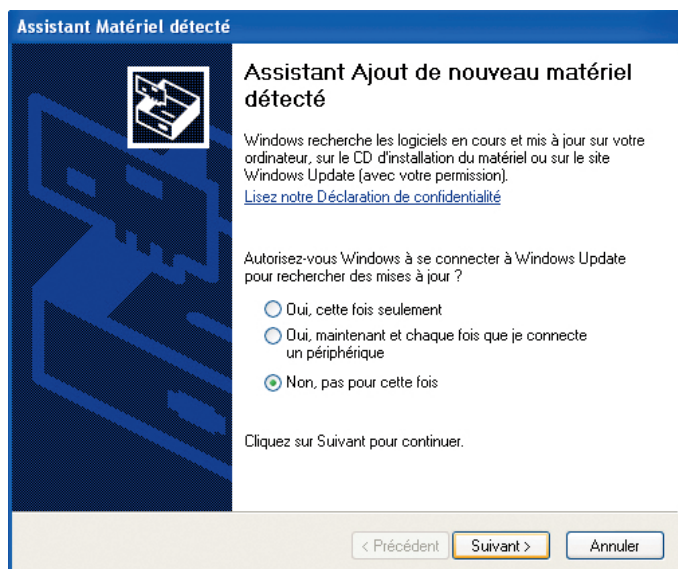 Assistant Matériel détecté
Assistant Ajout de nouveau matériel
détecté
Windows recherche les logiciels en cours et mis à jour sur votre
ordinateur, sur le CD d'installation du matériel ou sur le site
Windows Update (avec votre permission).
Lisez notre Déclaration de confidentialité
Autorisez-vous Windows à se connecter à Windows Update
pour rechercher des mises à jour ?
Oui, cette fois seulement
Oui, maintenant et chaque fois que je connecte
un périphérique
Non, pas pour cette fois
Cliquez sur Suivant pour continuer.
< Précédent Suivant > Annuler